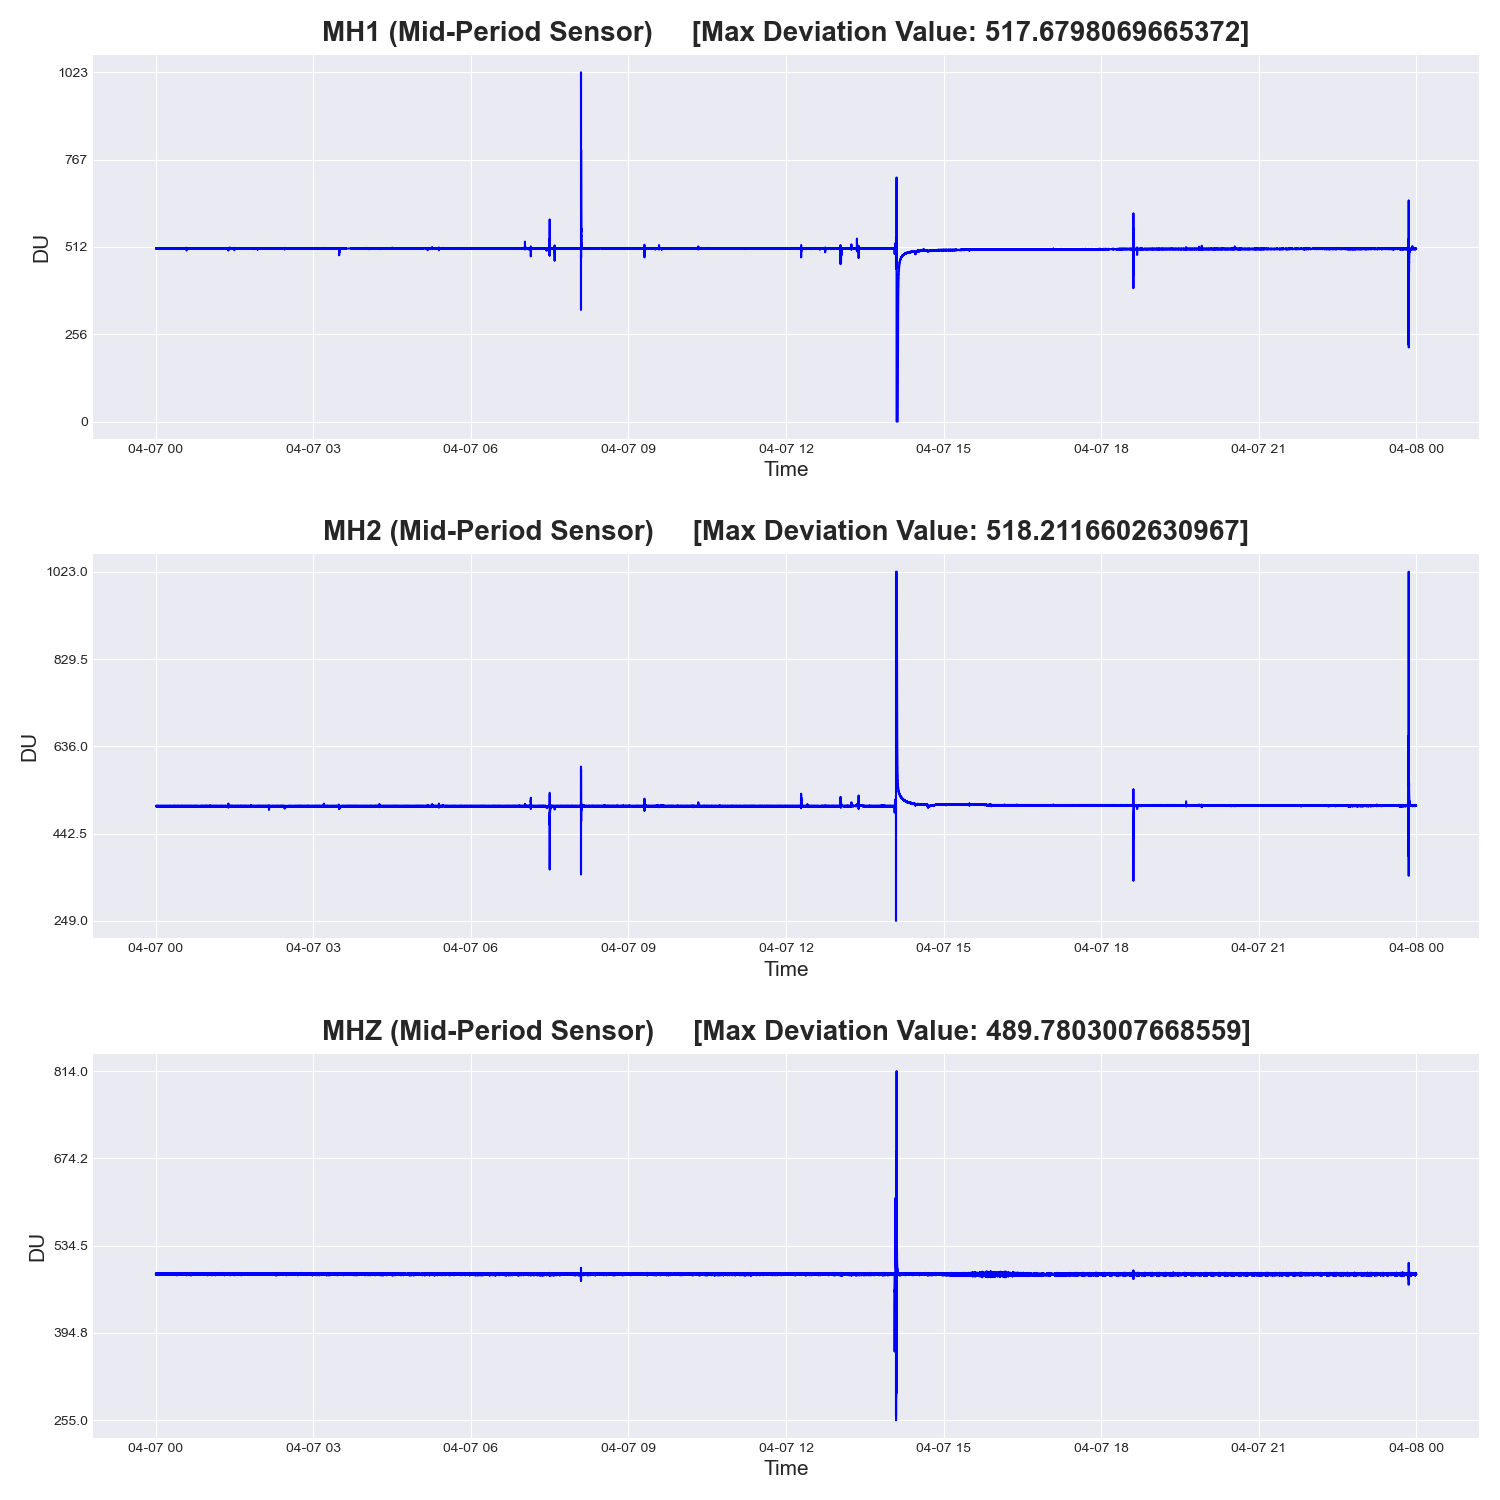 MH1 (Mid-Period Sensor) [Max Deviation Value: 517.6798069665372]
1023
767
512
256
0
DU
04-07 00 04-07 03 04-07 06 04-07 09 04-07 12 04-07 15 04-07 18 04-07 21 04-08 00
Time
MH2 (Mid-Period Sensor) [Max Deviation Value: 518.2116602630967]
1023.0
829.5
636.0
442.5
249.0
DU
04-07 00 04-07 03 04-07 06 04-07 09 04-07 12 04-07 15 04-07 18 04-07 21 04-08 00
Time
MHZ (Mid-Period Sensor) [Max Deviation Value: 489.7803007668559]
814.0
674.2
534.5
394.8
255.0
DU
04-07 00 04-07 03 04-07 06 04-07 09 04-07 12 04-07 15 04-07 18 04-07 21 04-08 00
Time